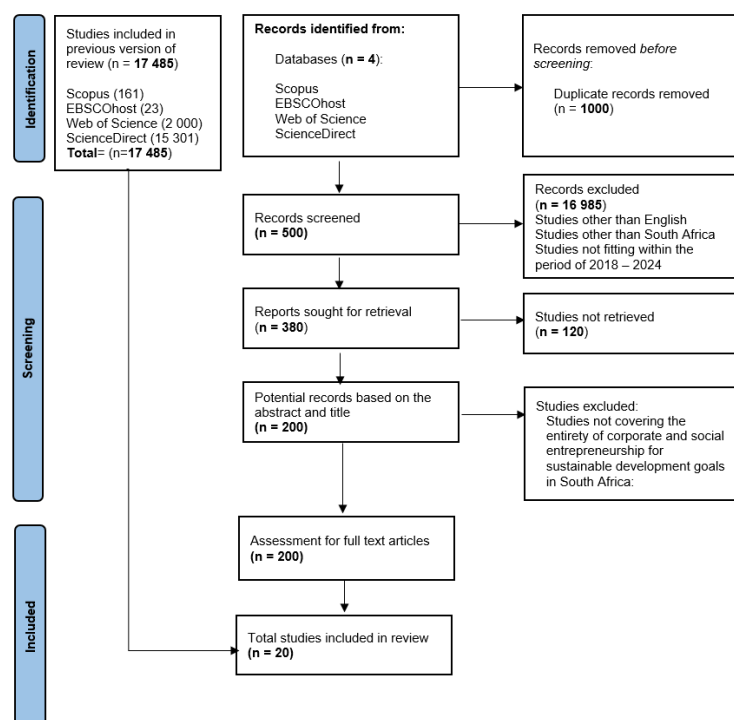 Identification
Studies included in
previous version of
review (n = 17 485)
Scopus (161)
EBSCOhost (23)
Web of Science (2 000)
ScienceDirect (15 301)
Total= (n=17 485)
Records identified from:
Databases (n = 4):
Scopus
EBSCOhost
Web of Science
ScienceDirect
Records removed before
screening:
Duplicate records removed
(n = 1000)
Screening
Records screened
(n = 500)
Records excluded
(n = 16 985)
Studies other than English
Studies other than South Africa
Studies not fitting within the
period of 2018 – 2024
Reports sought for retrieval
(n = 380)
Studies not retrieved
(n = 120)
Potential records based on the
abstract and title
(n = 200)
Studies excluded:
Studies not covering the
entirety of corporate and social
entrepreneurship for
sustainable development goals
in South Africa:
Assessment for full text articles
(n = 200)
Included
Total studies included in review
(n = 20)